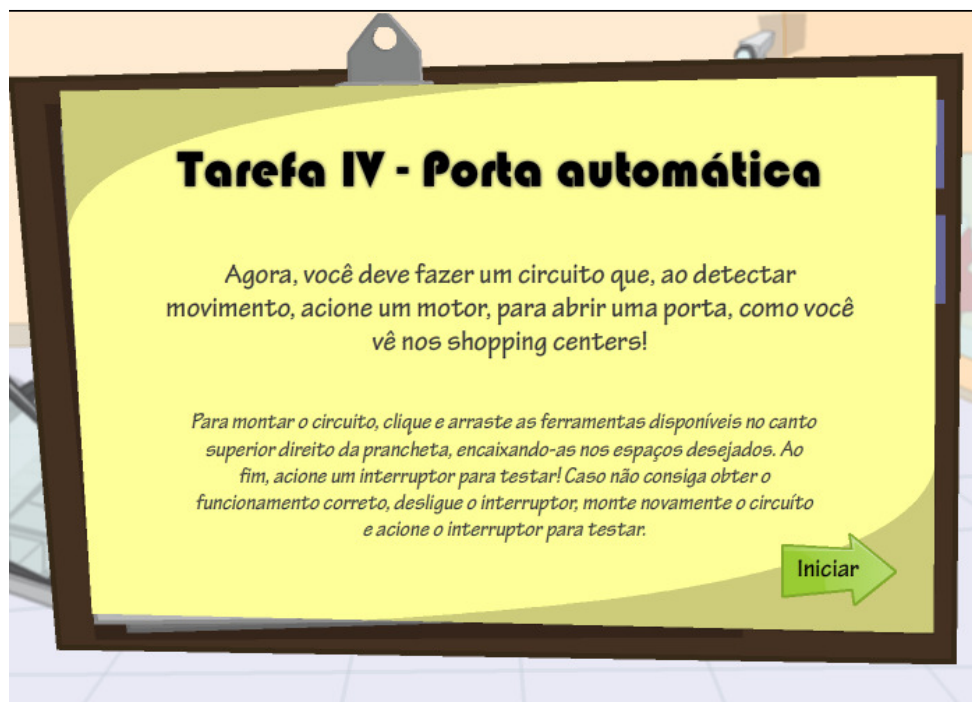 Tarefa IV - Porta automática
Agora, você deve fazer um circuito que, ao detectar
movimento, acione um motor, para abrir uma porta, como você
vê nos shopping centers!
Para montar o circuito, clique e arraste as ferramentas disponíveis no canto
superior direito da prancheta, encaixando-as nos espaços desejados. Ao
fim, acione um interruptor para testar! Caso não consiga obter o
funcionamento correto, desligue o interruptor, monte novamente o circuíto
e acione o interruptor para testar.
Iniciar